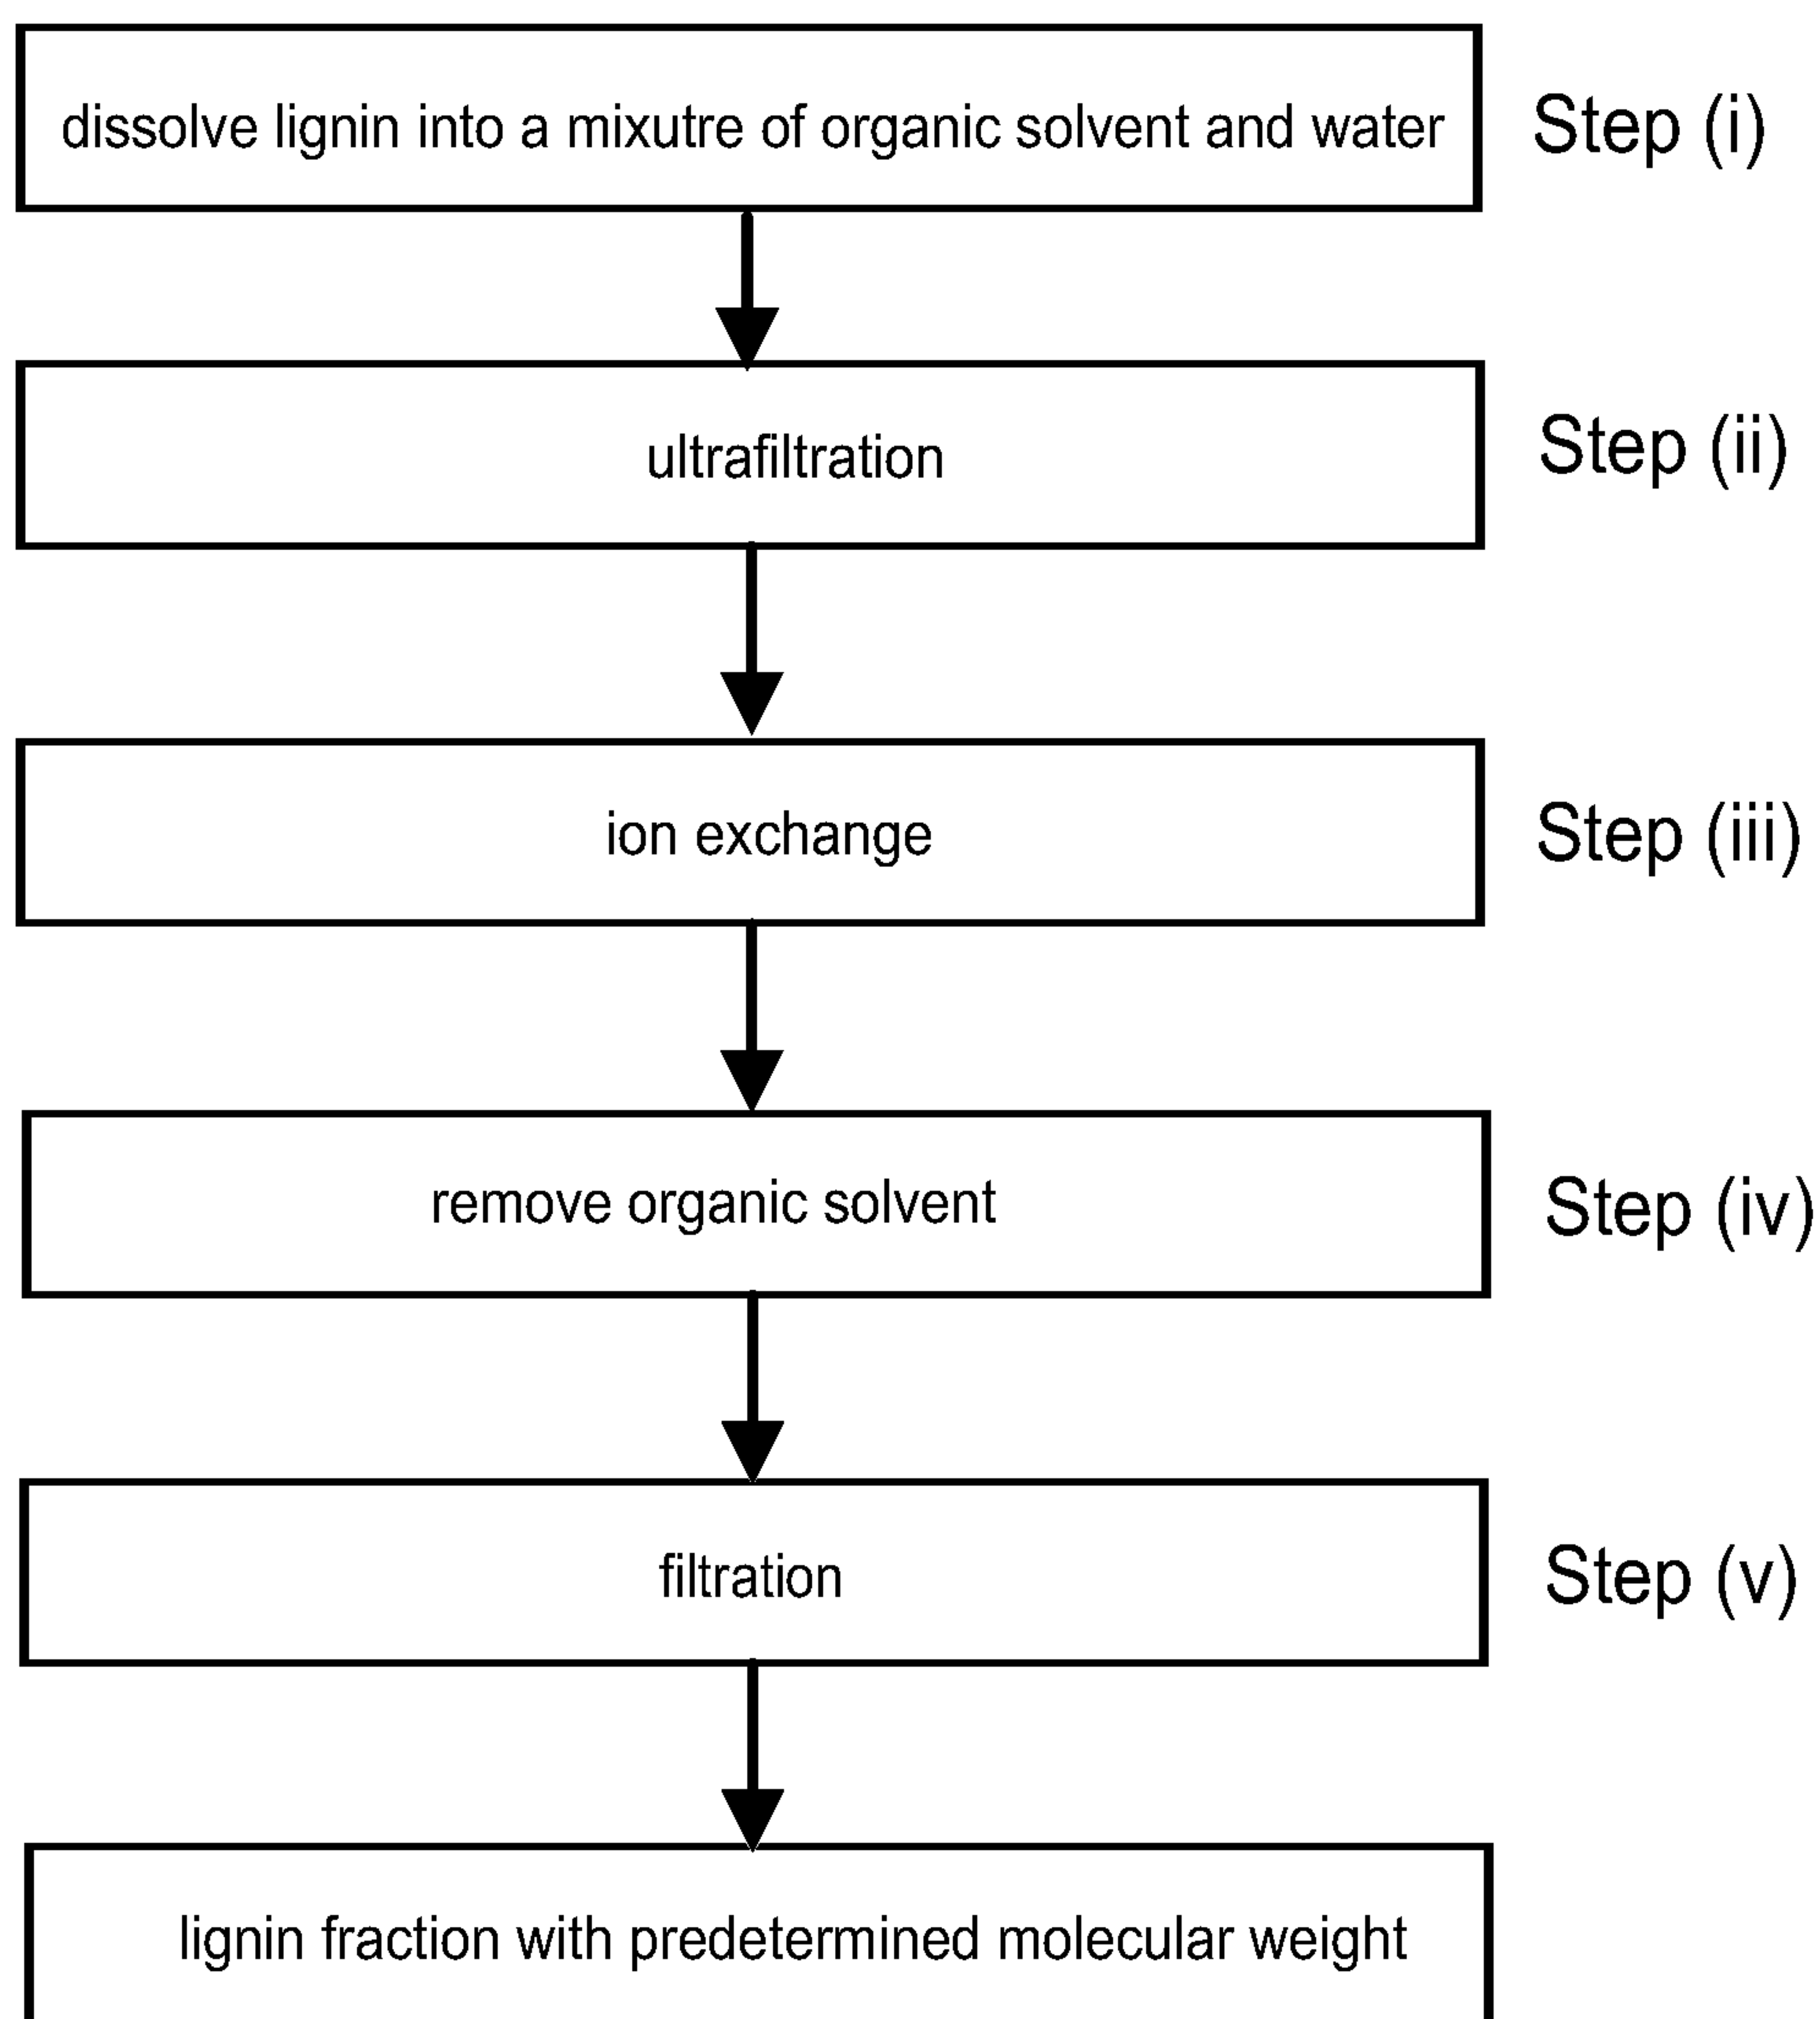 dissolve lignin into a mixutre of organic solvent and water Step (i)
ultrafiltration Step (ii)
ion exchange Step (iii)
remove organic solvent Step (iv)
filtration Step (v)
lignin fraction with predetermined molecular weight